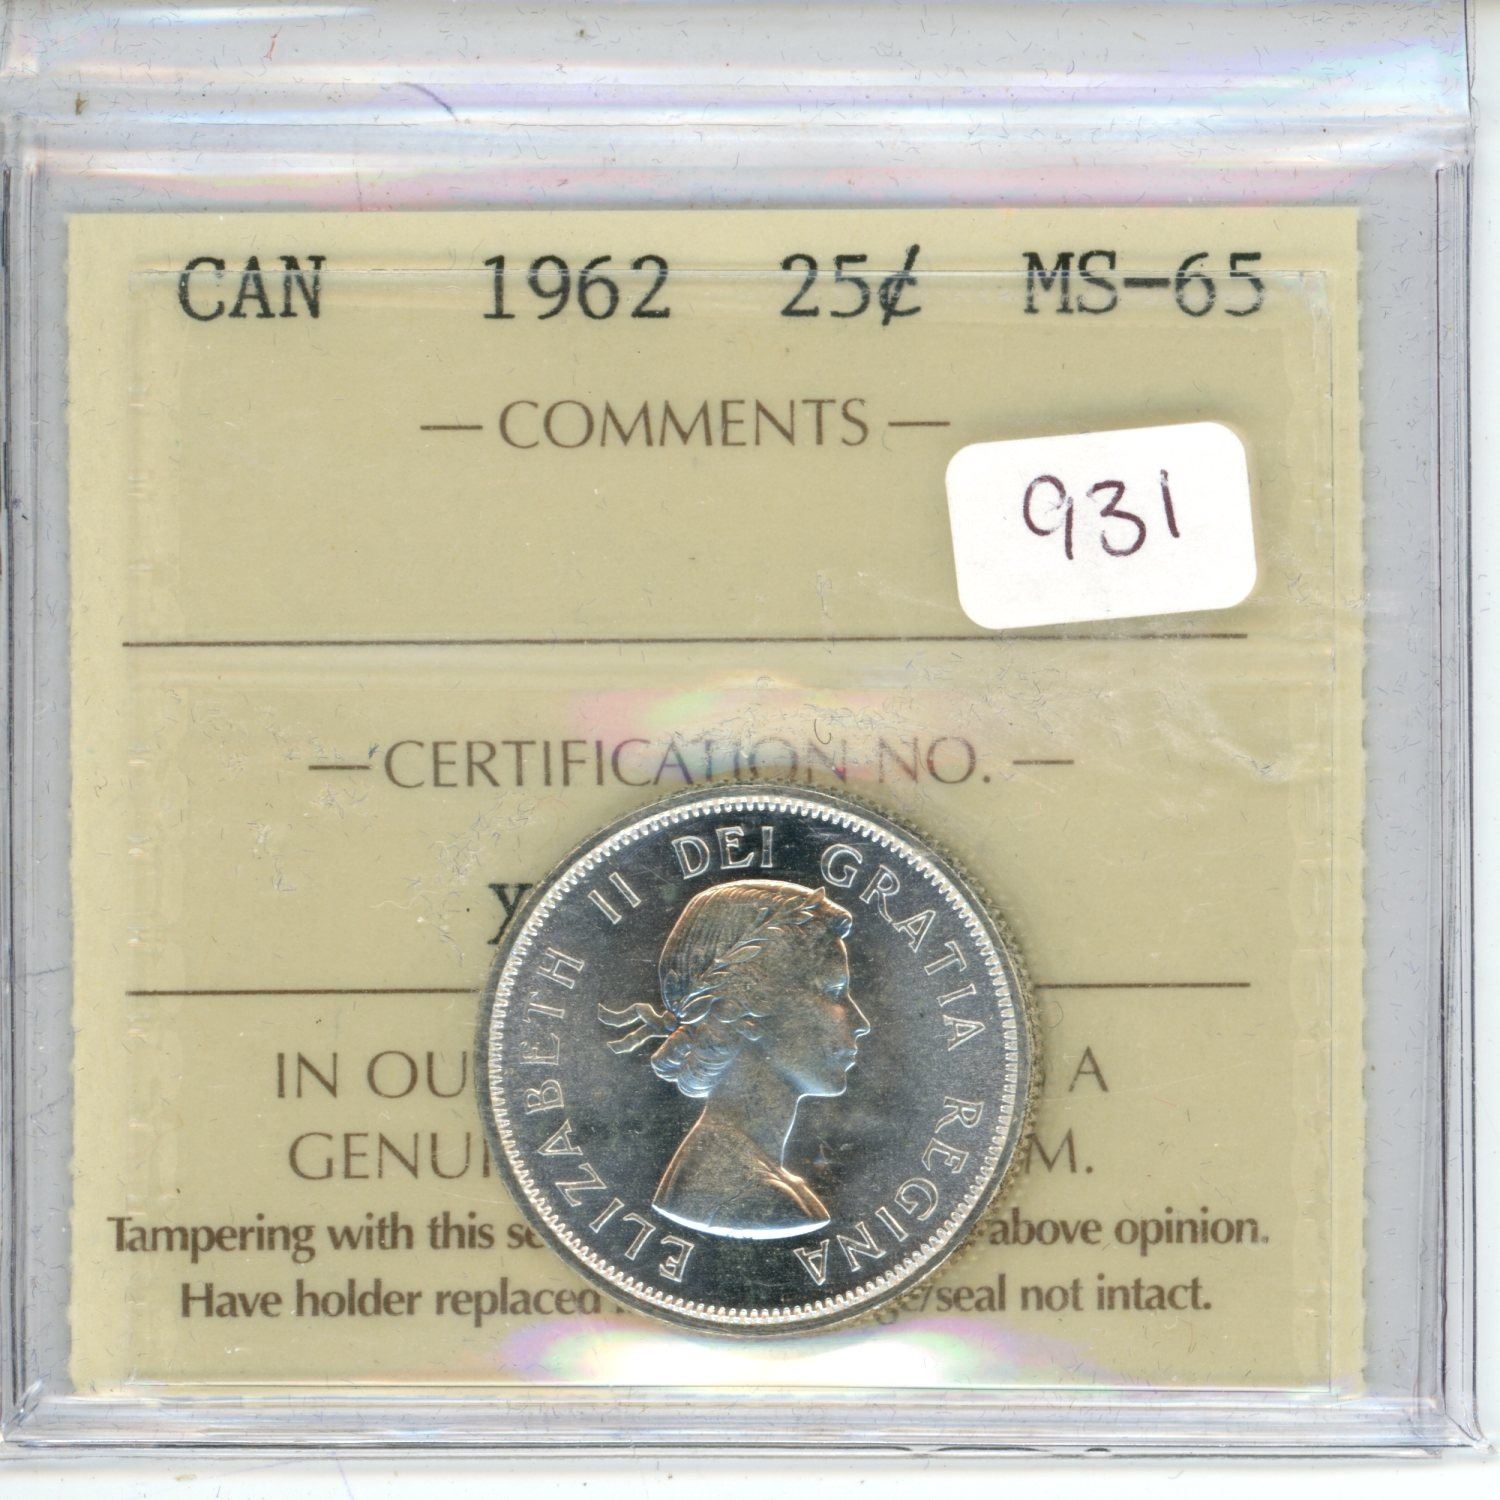 CAN 1962 25¢ MS-65
— COMMENTS —
931
— CERTIFICATION NO. —
IN OU A
GENUI M.
Tampering with this se above opinion.
Have holder replaced /seal not intact.
ELIZABETH II DEI GRATIA REGINA